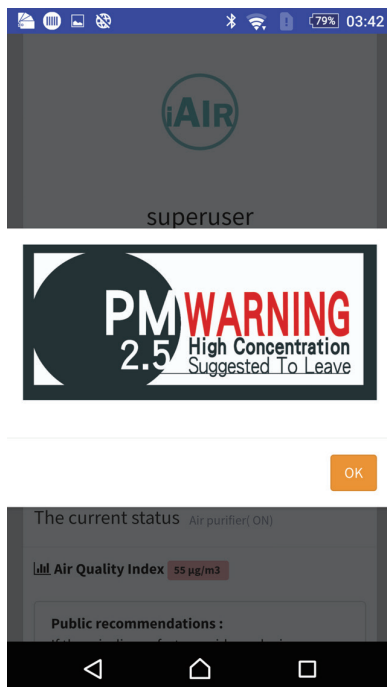 79% 03:42
iAIR
superuser
PM WARNING
2.5 High Concentration
Suggested To Leave
OK
The current status Air purifier( ON)
Air Quality Index 55 µg/m3
Public recommendations :